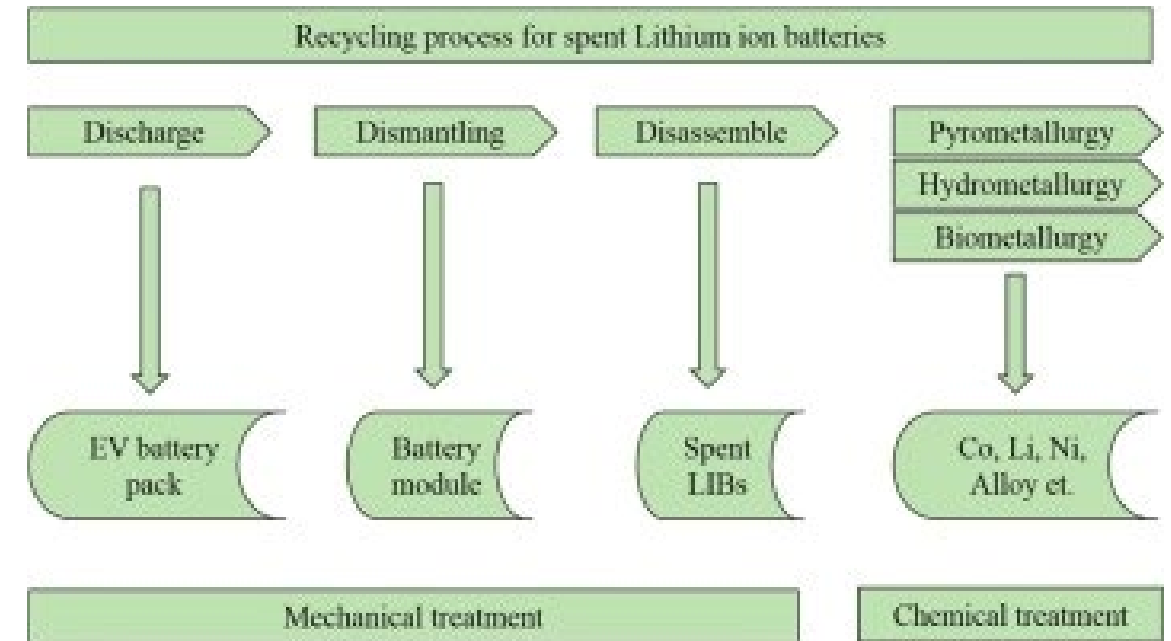 Recycling process for spent Lithium ion batteries
Discharge
Dismantling
Disassemble
Pyrometallurgy
Hydrometallurgy
Biometallurgy
EV battery
pack
Battery
module
Spent
LIBs
Co, Li, Ni,
Alloy et.
Mechanical treatment
Chemical treatment